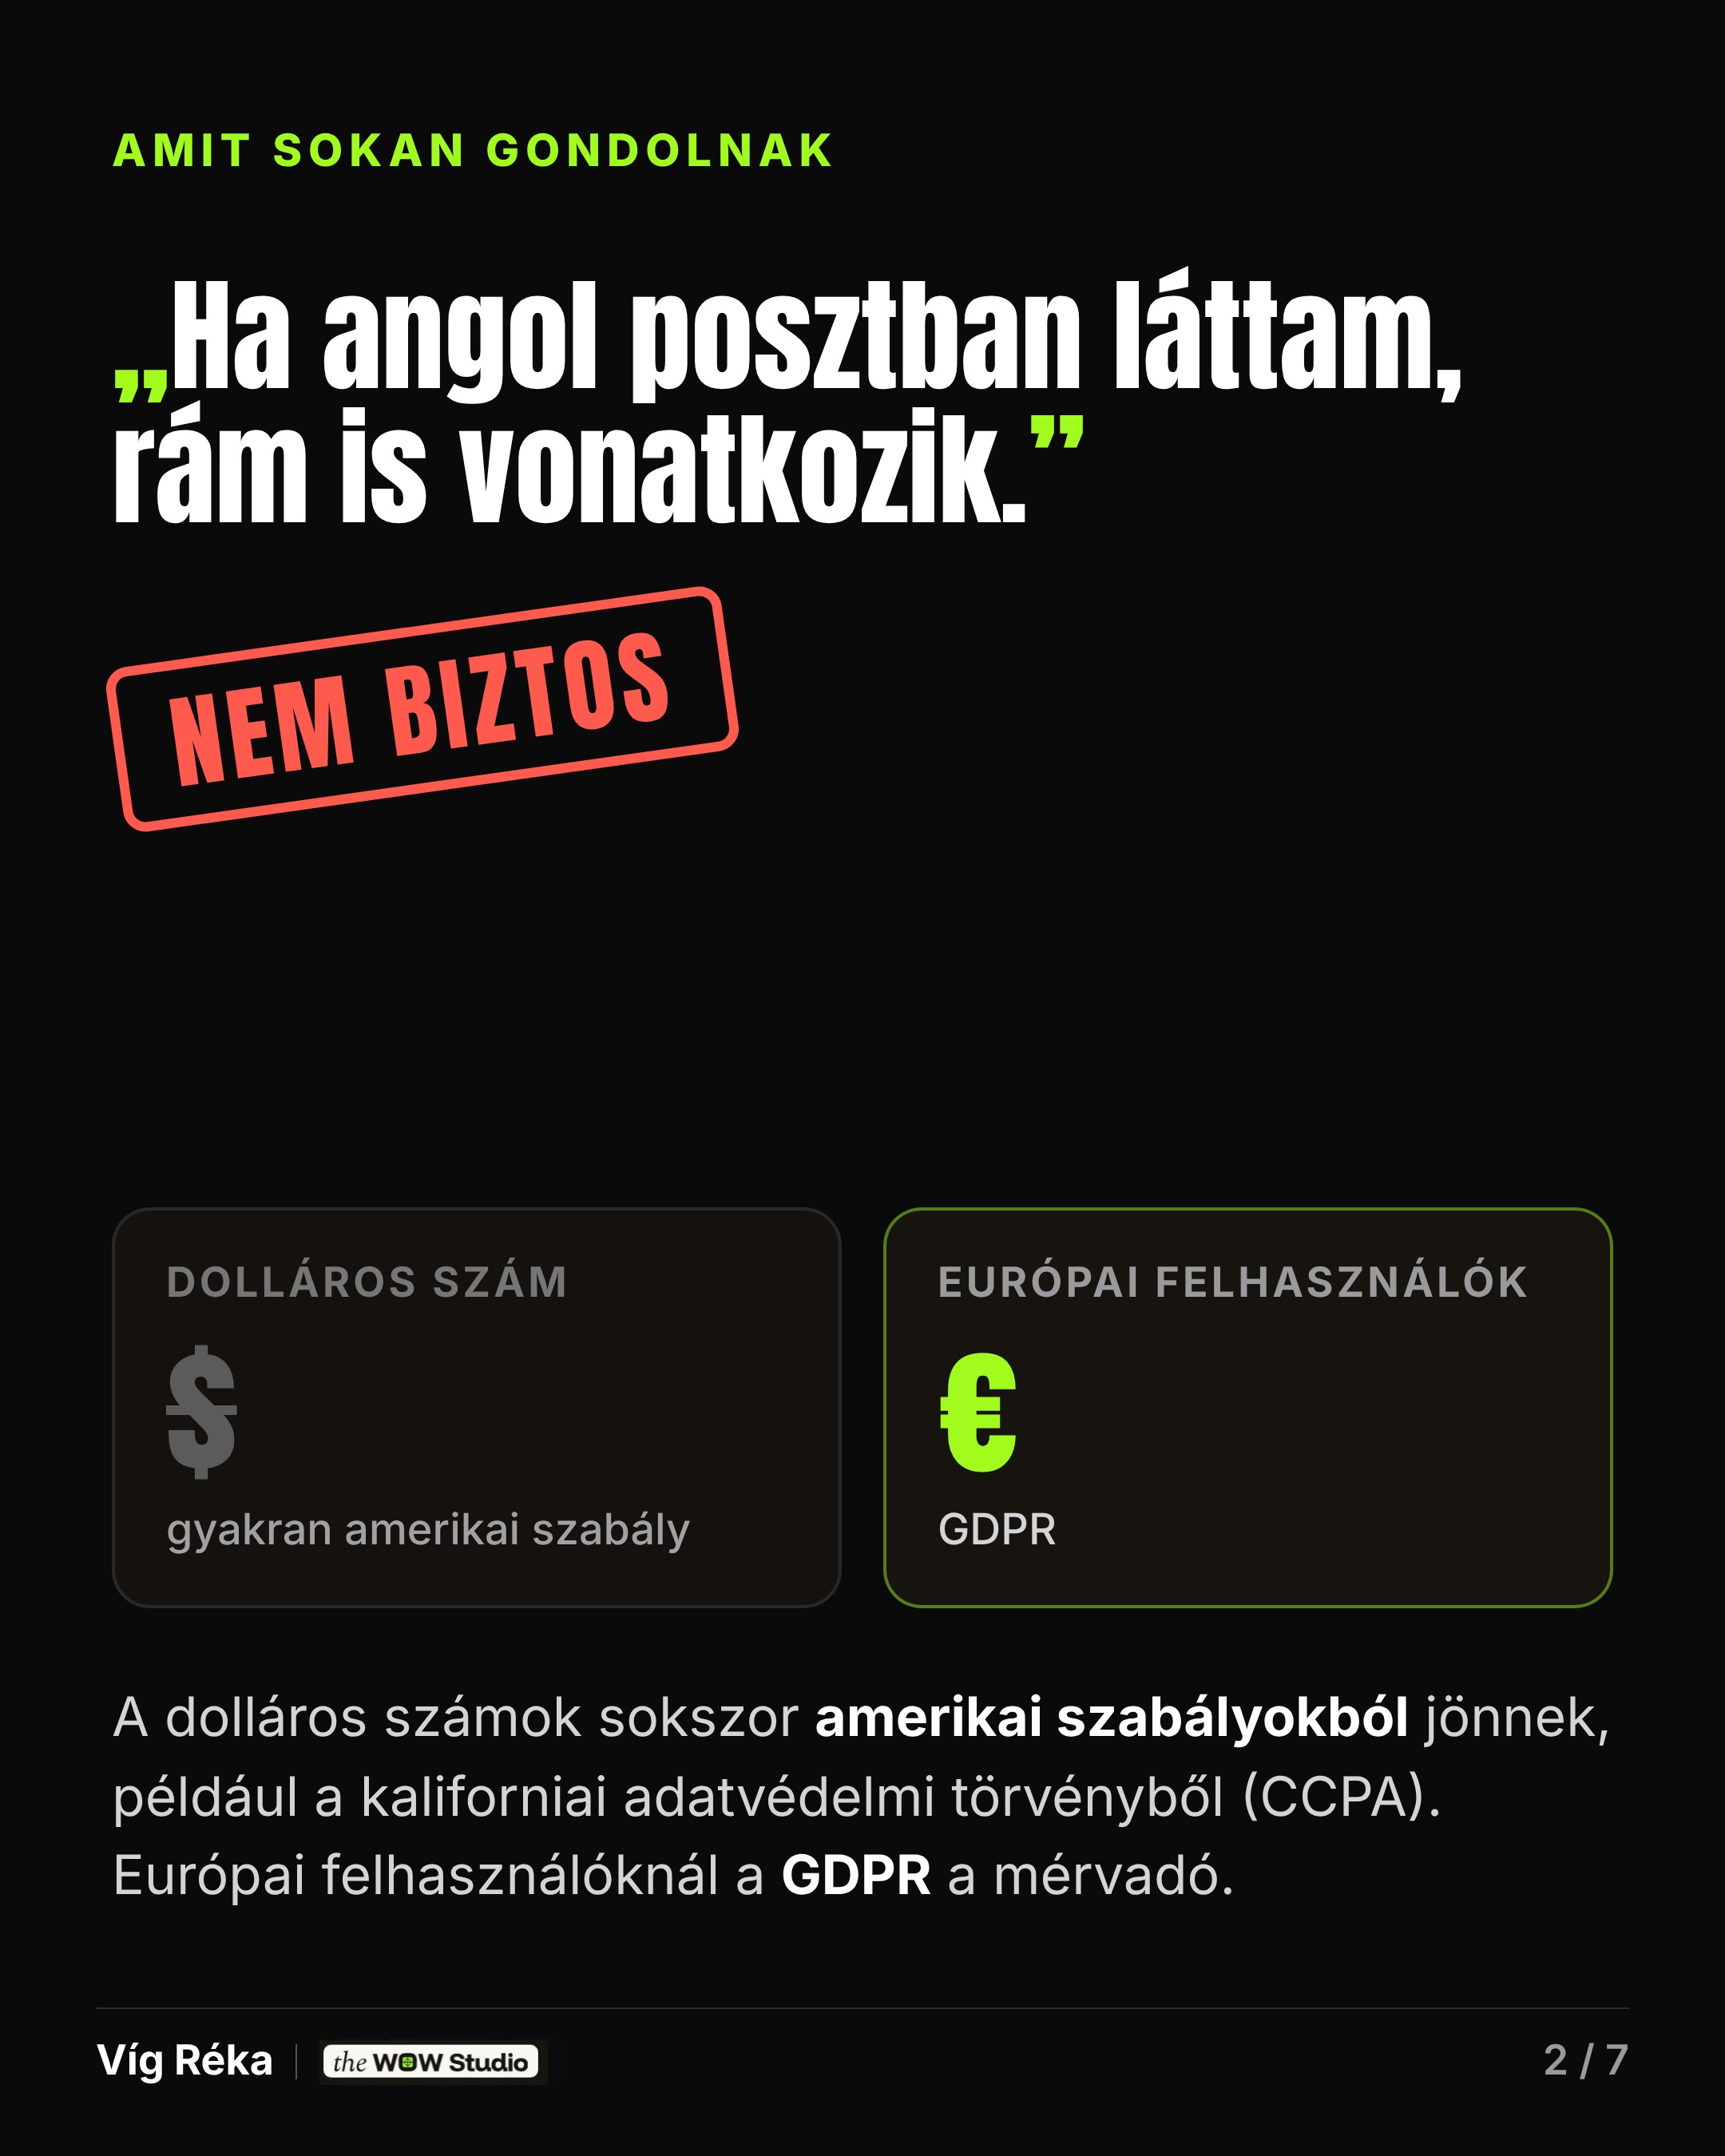 AMIT SOKAN GONDOLNAK
„Ha angol posztban láttam,
rám is vonatkozik.”
NEM BIZTOS
DOLLÁROS SZÁM
$
gyakran amerikai szabály
EURÓPAI FELHASZNÁLÓK
€
GDPR
A dolláros számok sokszor amerikai szabályokból jönnek,
például a kaliforniai adatvédelmi törvényből (CCPA).
Európai felhasználóknál a GDPR a mérvadó.
Víg Réka | the WOW Studio
2 / 7